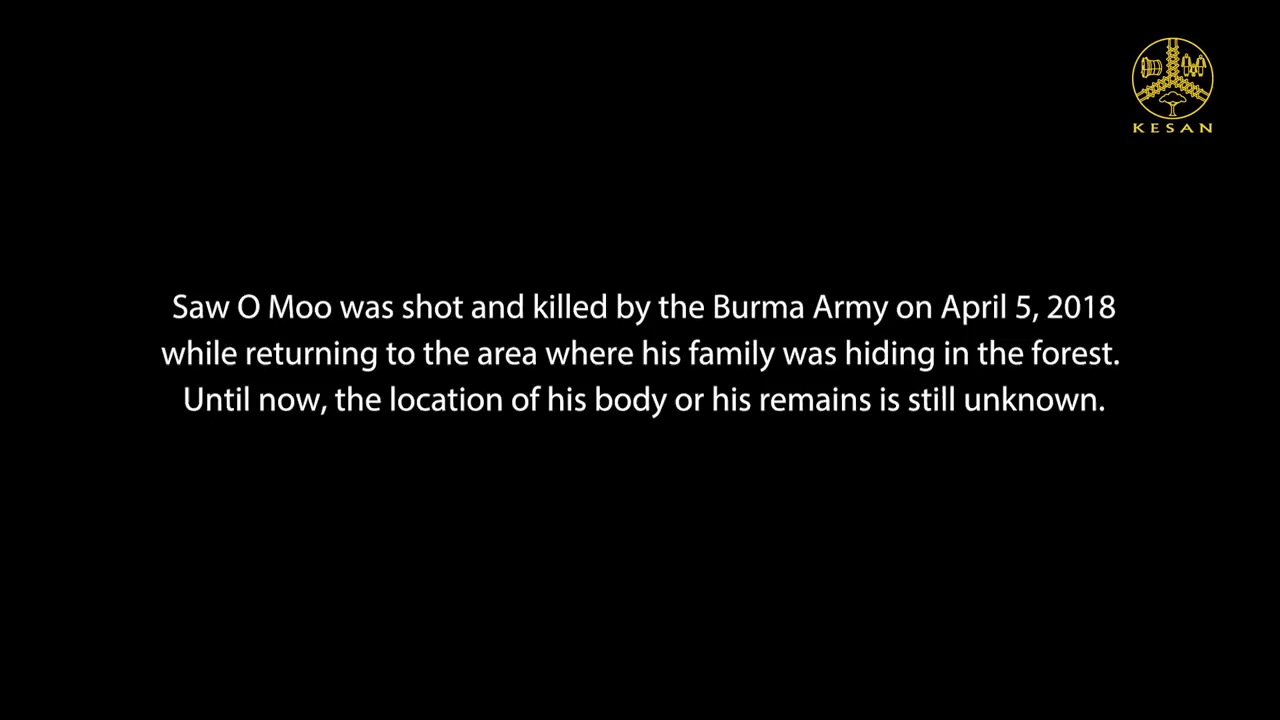 KESAN
Saw O Moo was shot and killed by the Burma Army on April 5, 2018
while returning to the area where his family was hiding in the forest.
Until now, the location of his body or his remains is still unknown.